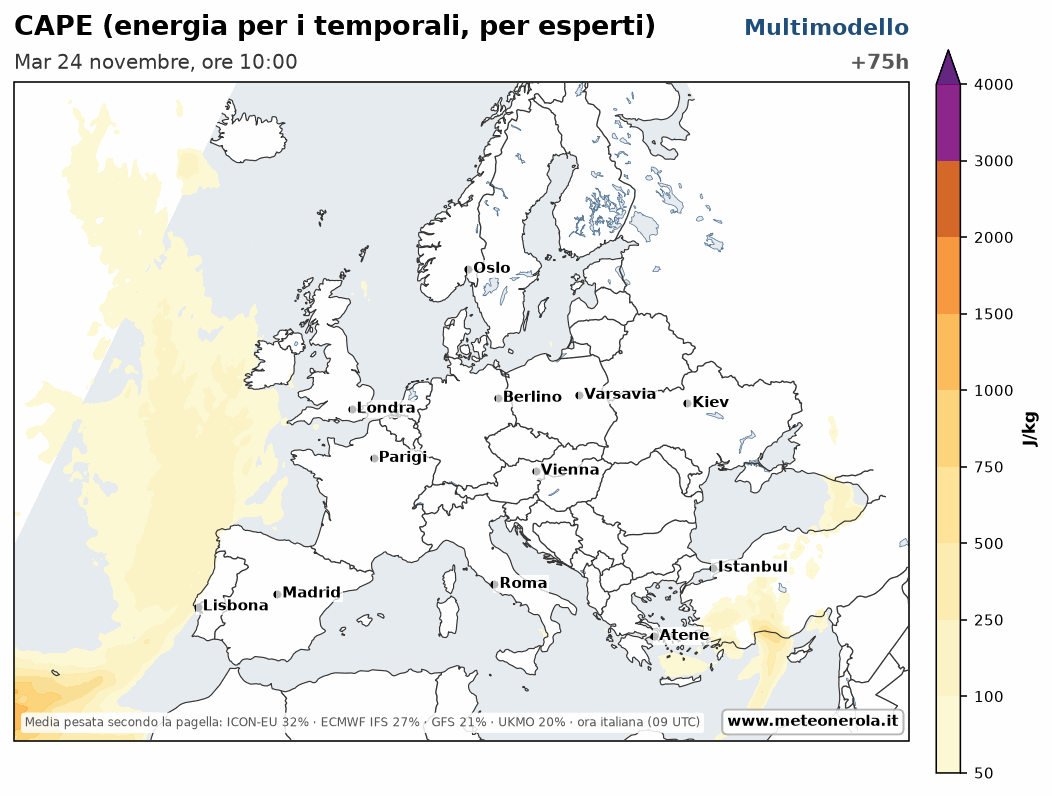 CAPE (energia per i temporali, per esperti)
Multimodello
Mar 24 novembre, ore 10:00
+75h
4000
3000
2000
1500
1000
750
500
250
100
50
J/kg
Oslo
Berlino
Varsavia
Kiev
Londra
Parigi
Vienna
Istanbul
Roma
Madrid
Lisbona
Atene
Media pesata secondo la pagella: ICON-EU 32% · ECMWF IFS 27% · GFS 21% · UKMO 20% · ora italiana (09 UTC)
www.meteonerola.it